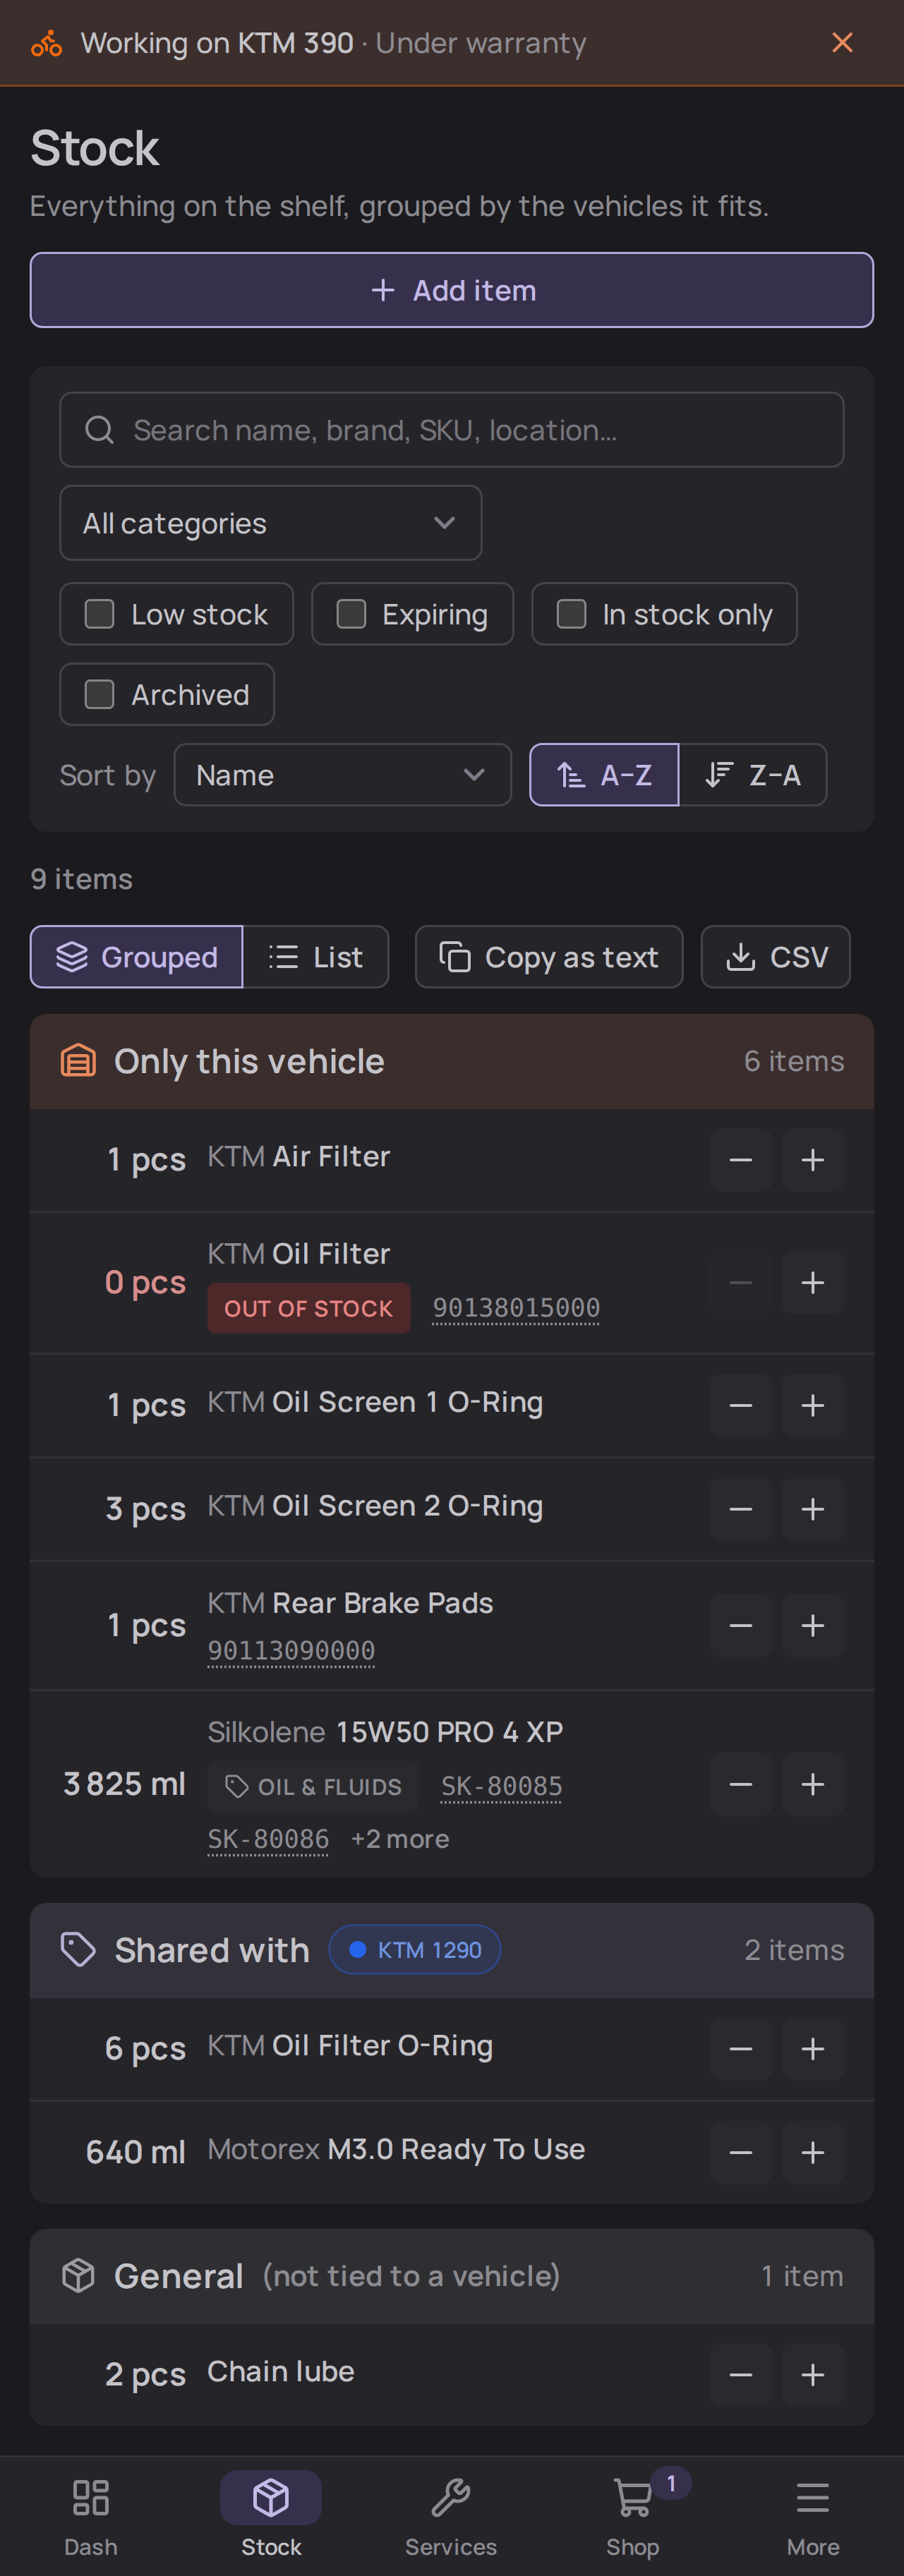 Working on KTM 390 · Under warranty
Stock
Everything on the shelf, grouped by the vehicles it fits.
Add item
Search name, brand, SKU, location…
All categories
Low stock
Expiring
In stock only
Archived
Sort by
Name
A–Z
Z–A
9 items
Grouped
List
Copy as text
CSV
Only this vehicle
6 items
1 pcs
KTM Air Filter
0 pcs
KTM Oil Filter
OUT OF STOCK
90138015000
1 pcs
KTM Oil Screen 1 O-Ring
3 pcs
KTM Oil Screen 2 O-Ring
1 pcs
KTM Rear Brake Pads
90113090000
3 825 ml
Silkolene 15W50 PRO 4 XP
OIL & FLUIDS
SK-80085
SK-80086
+2 more
Shared with
KTM 1290
2 items
6 pcs
KTM Oil Filter O-Ring
640 ml
Motorex M3.0 Ready To Use
General (not tied to a vehicle)
1 item
2 pcs
Chain lube
1
Dash
Stock
Services
Shop
More